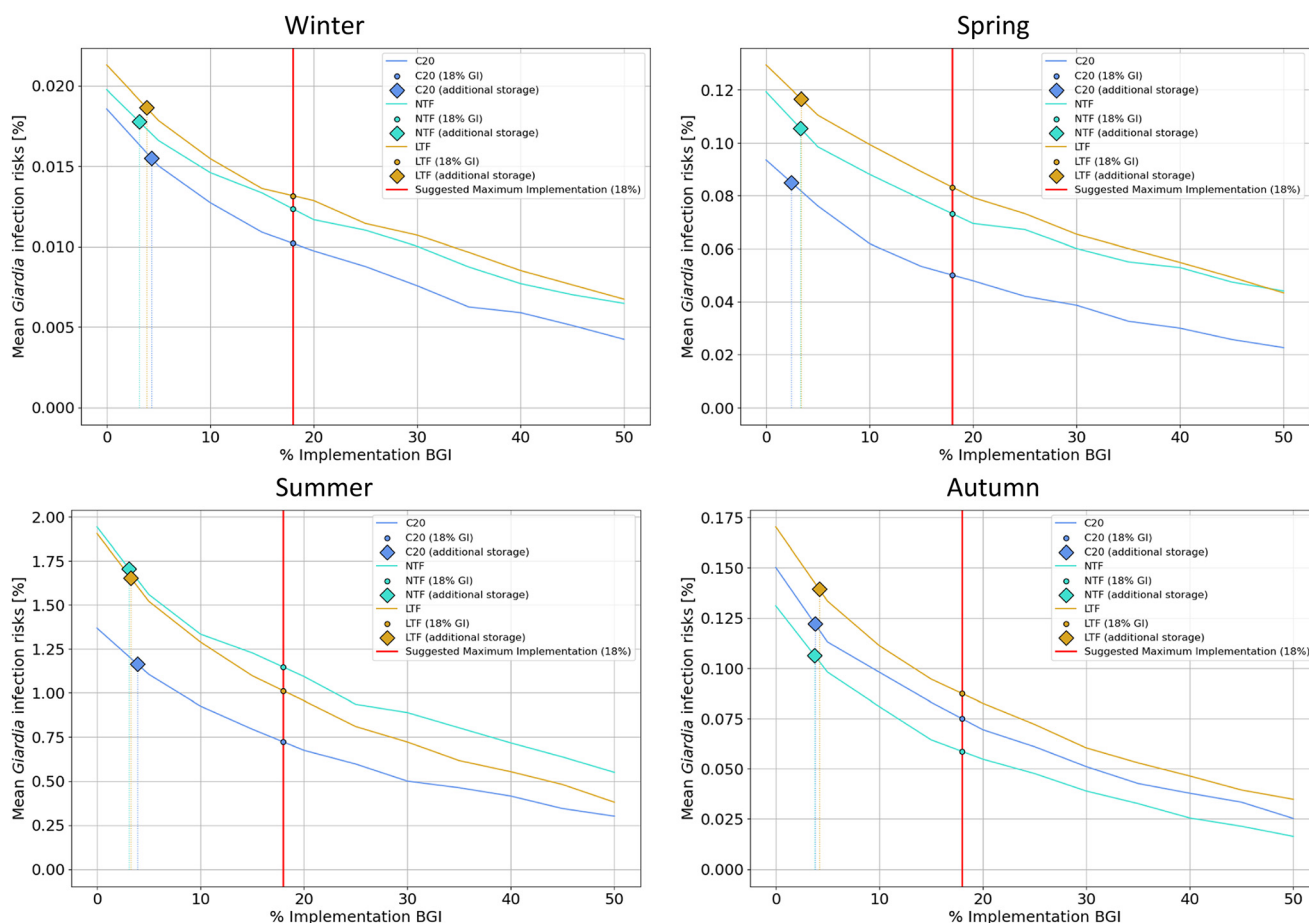 Winter
Mean Giardia infection risks [%]
0.020
0.015
0.010
0.005
0.000
C20
C20 (18% GI)
C20 (additional storage)
NTF
NTF (18% GI)
NTF (additional storage)
LTF
LTF (18% GI)
LTF (additional storage)
Suggested Maximum Implementation (18%)
0 10 20 30 40 50
% Implementation BGI
Spring
Mean Giardia infection risks [%]
0.12
0.10
0.08
0.06
0.04
0.02
0.00
C20
C20 (18% GI)
C20 (additional storage)
NTF
NTF (18% GI)
NTF (additional storage)
LTF
LTF (18% GI)
LTF (additional storage)
Suggested Maximum Implementation (18%)
0 10 20 30 40 50
% Implementation BGI
Summer
Mean Giardia infection risks [%]
2.00
1.75
1.50
1.25
1.00
0.75
0.50
0.25
0.00
C20
C20 (18% GI)
C20 (additional storage)
NTF
NTF (18% GI)
NTF (additional storage)
LTF
LTF (18% GI)
LTF (additional storage)
Suggested Maximum Implementation (18%)
0 10 20 30 40 50
% Implementation BGI
Autumn
Mean Giardia infection risks [%]
0.175
0.150
0.125
0.100
0.075
0.050
0.025
0.000
C20
C20 (18% GI)
C20 (additional storage)
NTF
NTF (18% GI)
NTF (additional storage)
LTF
LTF (18% GI)
LTF (additional storage)
Suggested Maximum Implementation (18%)
0 10 20 30 40 50
% Implementation BGI